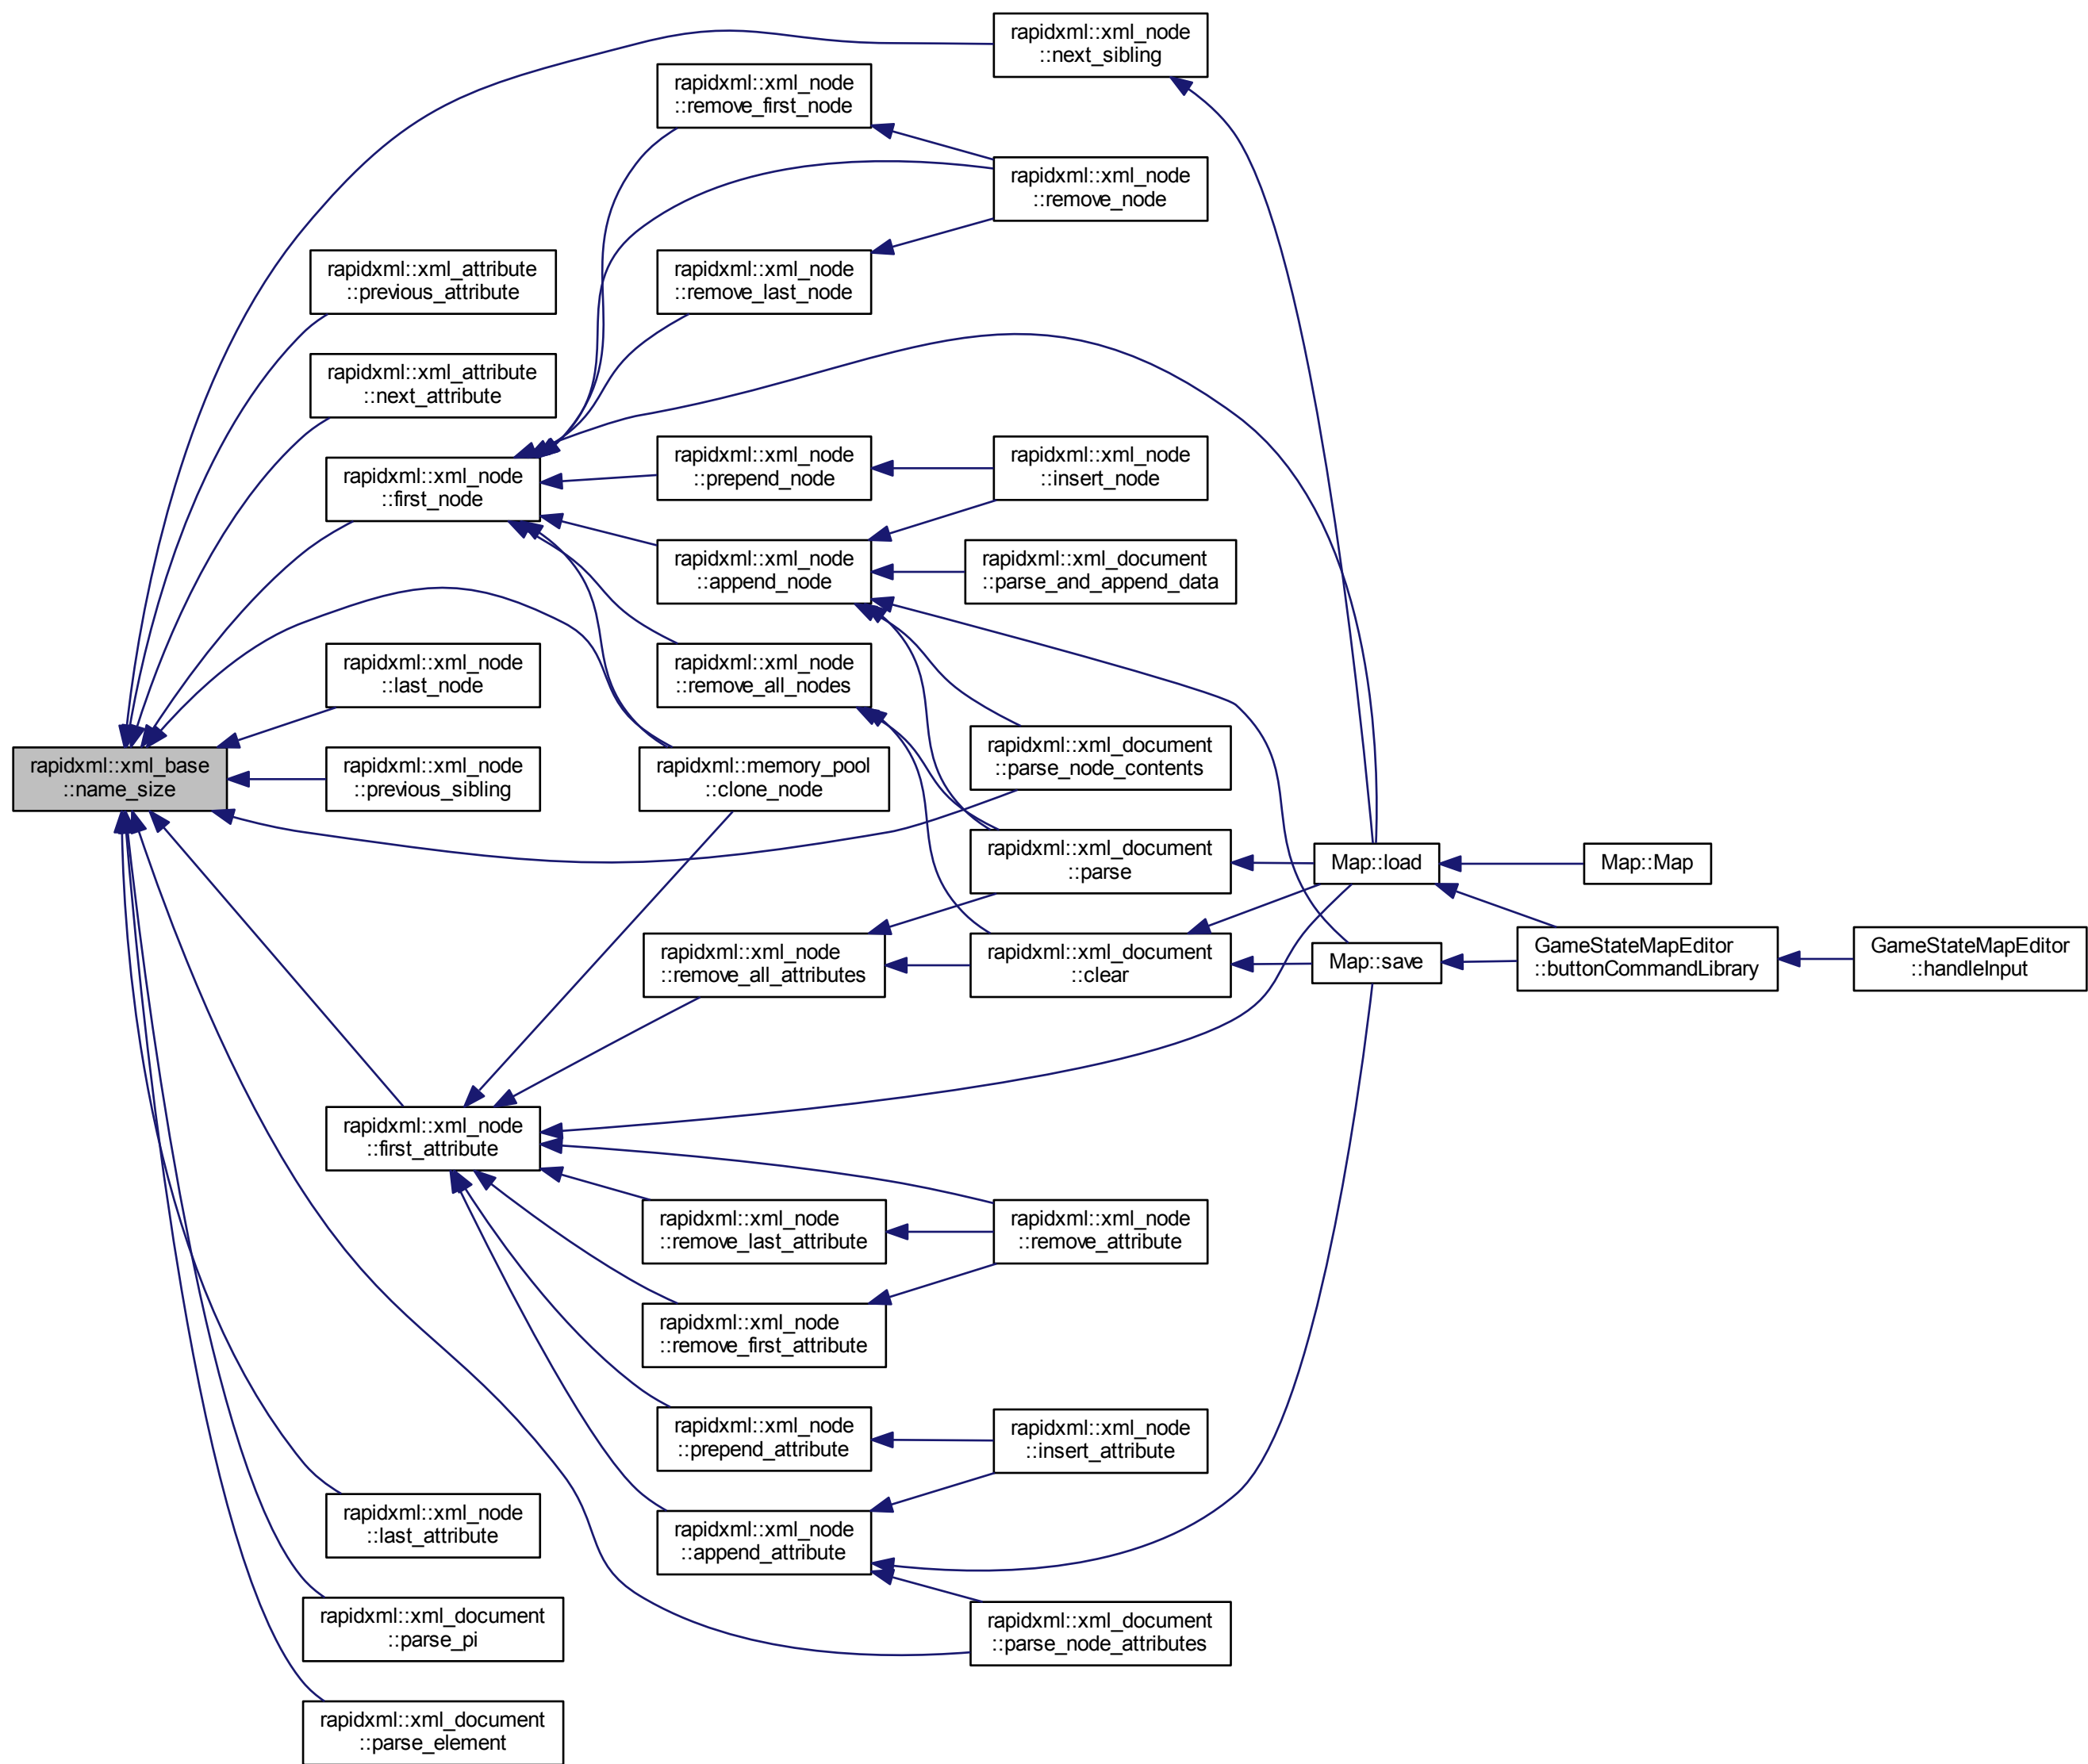 rapidxml::xml_node
::next_sibling
rapidxml::xml_node
::remove_first_node
rapidxml::xml_node
::remove_node
rapidxml::xml_attribute
::previous_attribute
rapidxml::xml_node
::remove_last_node
rapidxml::xml_attribute
::next_attribute
rapidxml::xml_node
::first_node
rapidxml::xml_node
::prepend_node
rapidxml::xml_node
::insert_node
rapidxml::xml_node
::append_node
rapidxml::xml_document
::parse_and_append_data
rapidxml::xml_node
::last_node
rapidxml::xml_node
::remove_all_nodes
rapidxml::xml_document
::parse_node_contents
rapidxml::xml_base
::name_size
rapidxml::xml_node
::previous_sibling
rapidxml::memory_pool
::clone_node
rapidxml::xml_document
::parse
Map::load
Map::Map
rapidxml::xml_node
::remove_all_attributes
rapidxml::xml_document
::clear
Map::save
GameStateMapEditor
::buttonCommandLibrary
GameStateMapEditor
::handleInput
rapidxml::xml_node
::first_attribute
rapidxml::xml_node
::remove_last_attribute
rapidxml::xml_node
::remove_attribute
rapidxml::xml_node
::remove_first_attribute
rapidxml::xml_node
::prepend_attribute
rapidxml::xml_node
::insert_attribute
rapidxml::xml_node
::last_attribute
rapidxml::xml_node
::append_attribute
rapidxml::xml_document
::parse_pi
rapidxml::xml_document
::parse_node_attributes
rapidxml::xml_document
::parse_element